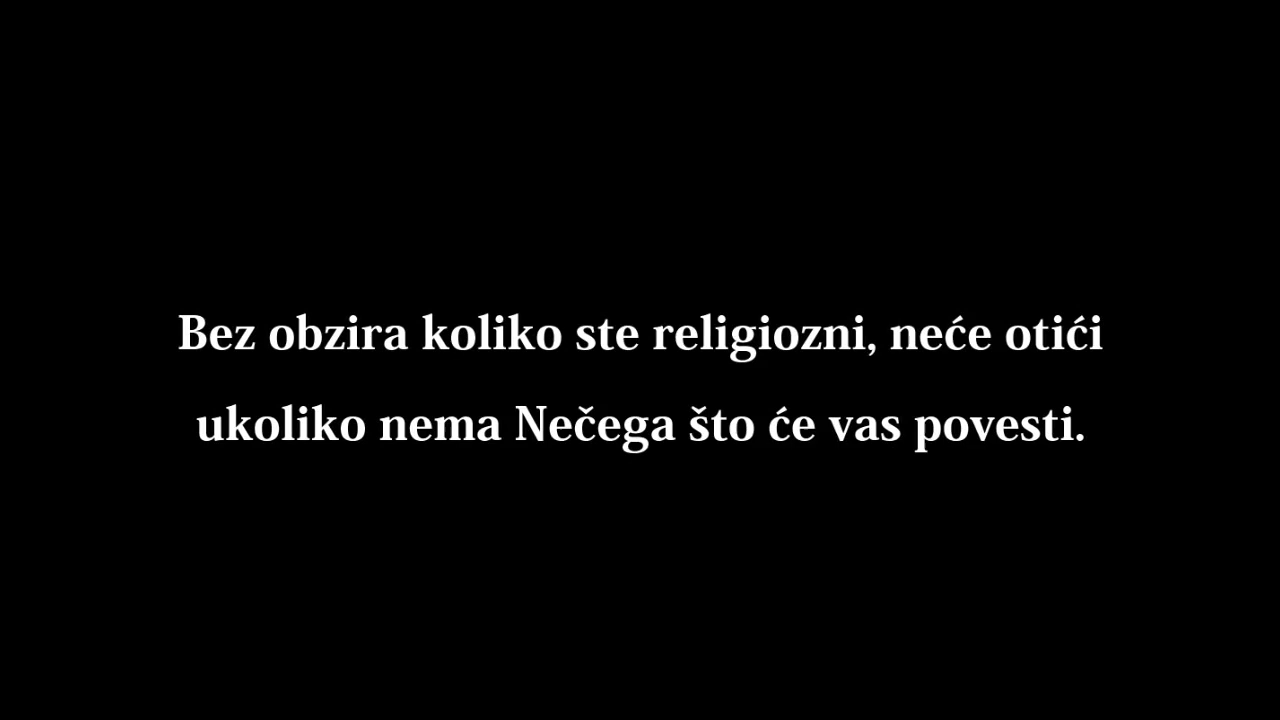 Bez obzira koliko ste religiozni, neće otići
ukoliko nema Nečega što će vas povesti.